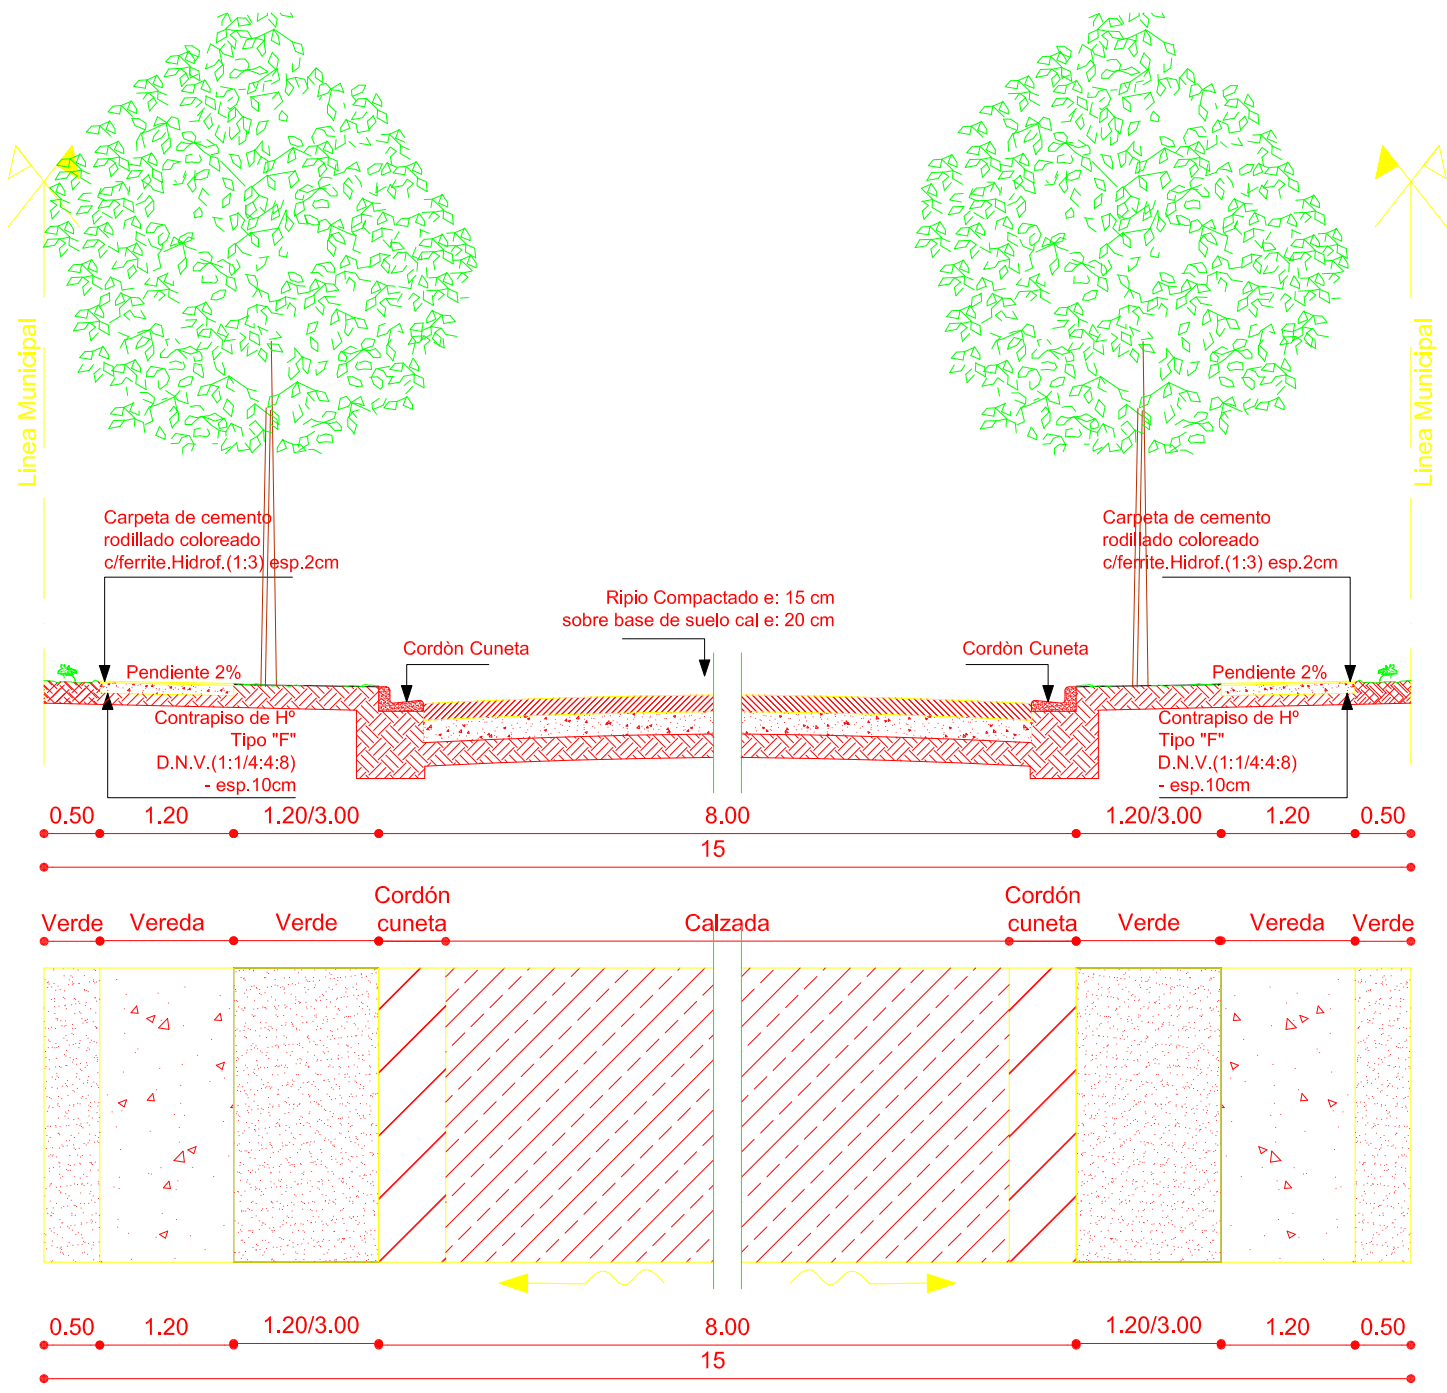 Linea Municipal
Linea Municipal
Carpeta de cemento
rodillado coloreado
c/ferrite.Hidrof.(1:3) esp.2cm
Carpeta de cemento
rodillado coloreado
c/ferrite.Hidrof.(1:3) esp.2cm
Ripio Compactado e: 15 cm
sobre base de suelo cal e: 20 cm
Cordòn Cuneta
Cordòn Cuneta
Pendiente 2%
Pendiente 2%
Contrapiso de Hº
Tipo "F"
D.N.V.(1:1/4:4:8)
- esp.10cm
Contrapiso de Hº
Tipo "F"
D.N.V.(1:1/4:4:8)
- esp.10cm
0.50 1.20 1.20/3.00 8.00 1.20/3.00 1.20 0.50
15
Verde Vereda Verde Cordón
cuneta Calzada Cordón
cuneta Verde Vereda Verde
0.50 1.20 1.20/3.00 8.00 1.20/3.00 1.20 0.50
15